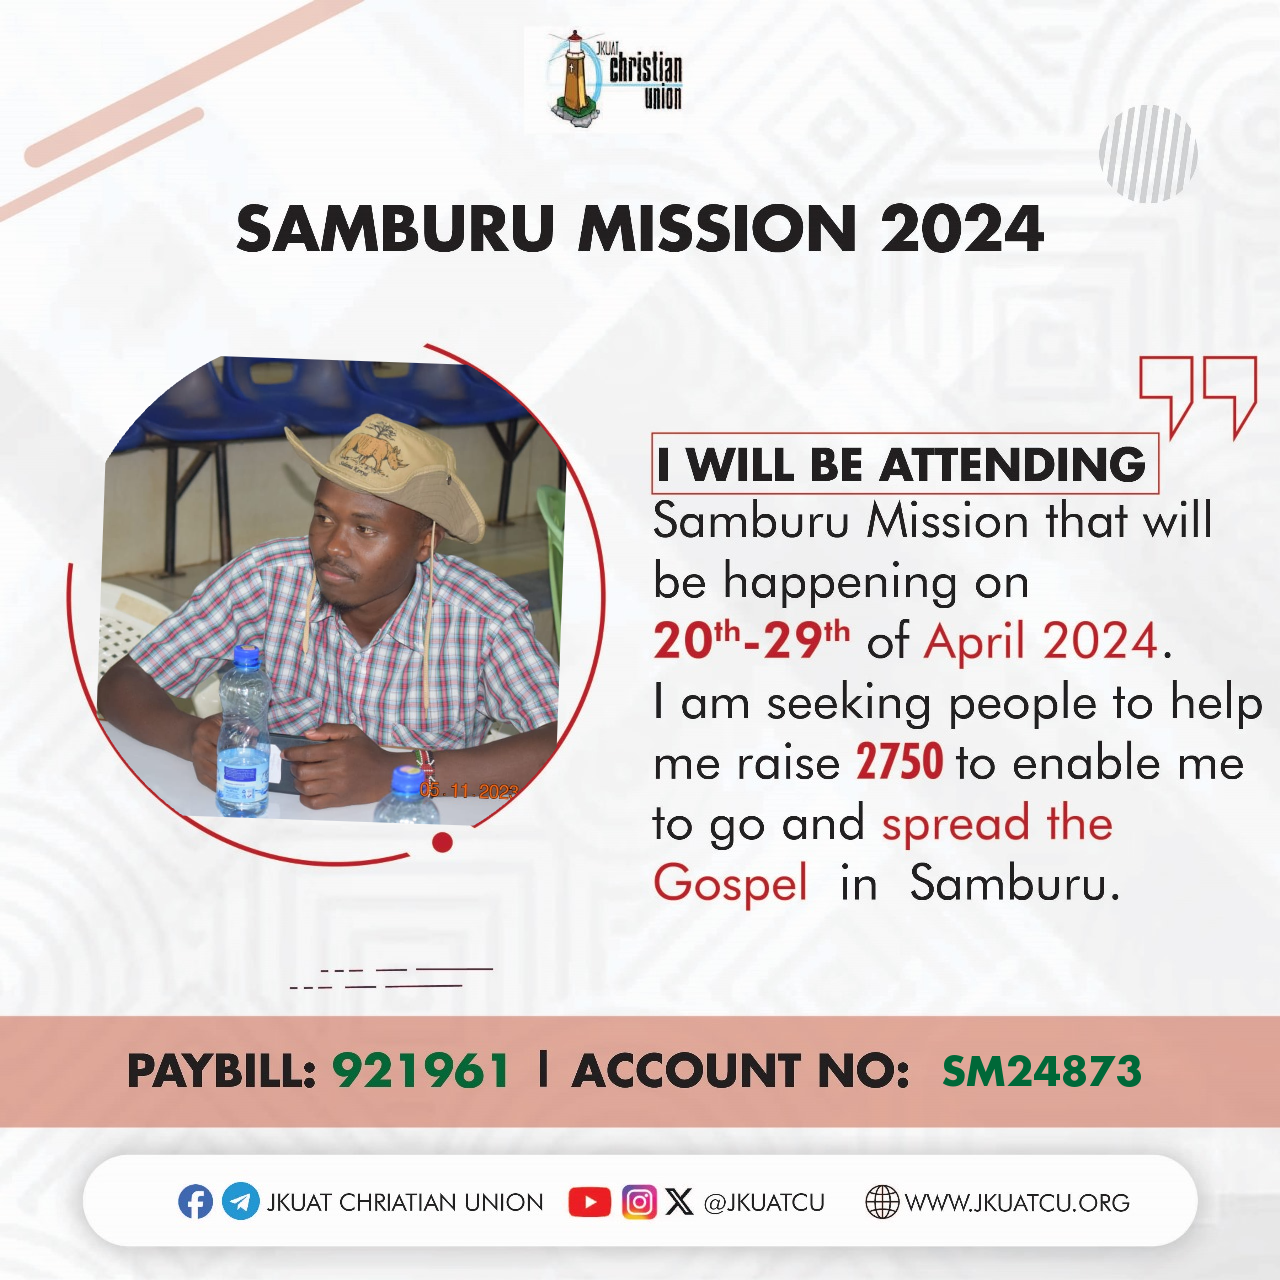 JKUAT
christian
union
SAMBURU MISSION 2024
I WILL BE ATTENDING
Samburu Mission that will
be happening on
20th-29th of April 2024.
I am seeking people to help
me raise 2750 to enable me
to go and spread the
Gospel in Samburu.
05.11.2023
PAYBILL: 921961 | ACCOUNT NO: SM24873
JKUAT CHRIATIAN UNION @JKUATCU WWW.JKUATCU.ORG